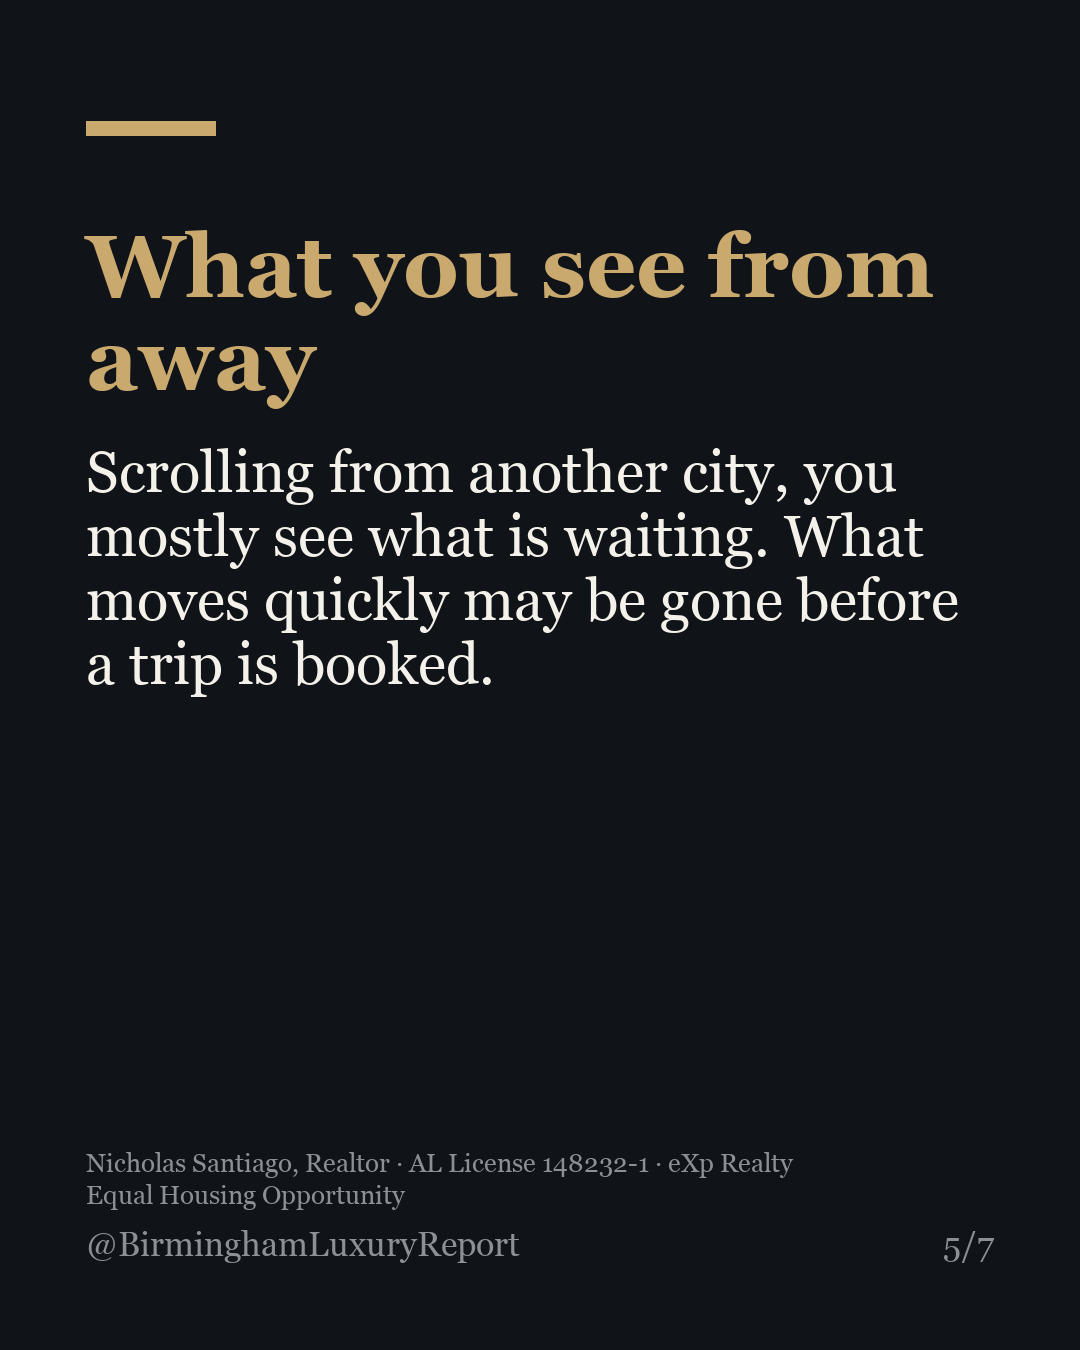 What you see from
away
Scrolling from another city, you
mostly see what is waiting. What
moves quickly may be gone before
a trip is booked.
Nicholas Santiago, Realtor · AL License 148232-1 · eXp Realty
Equal Housing Opportunity
@BirminghamLuxuryReport
5/7